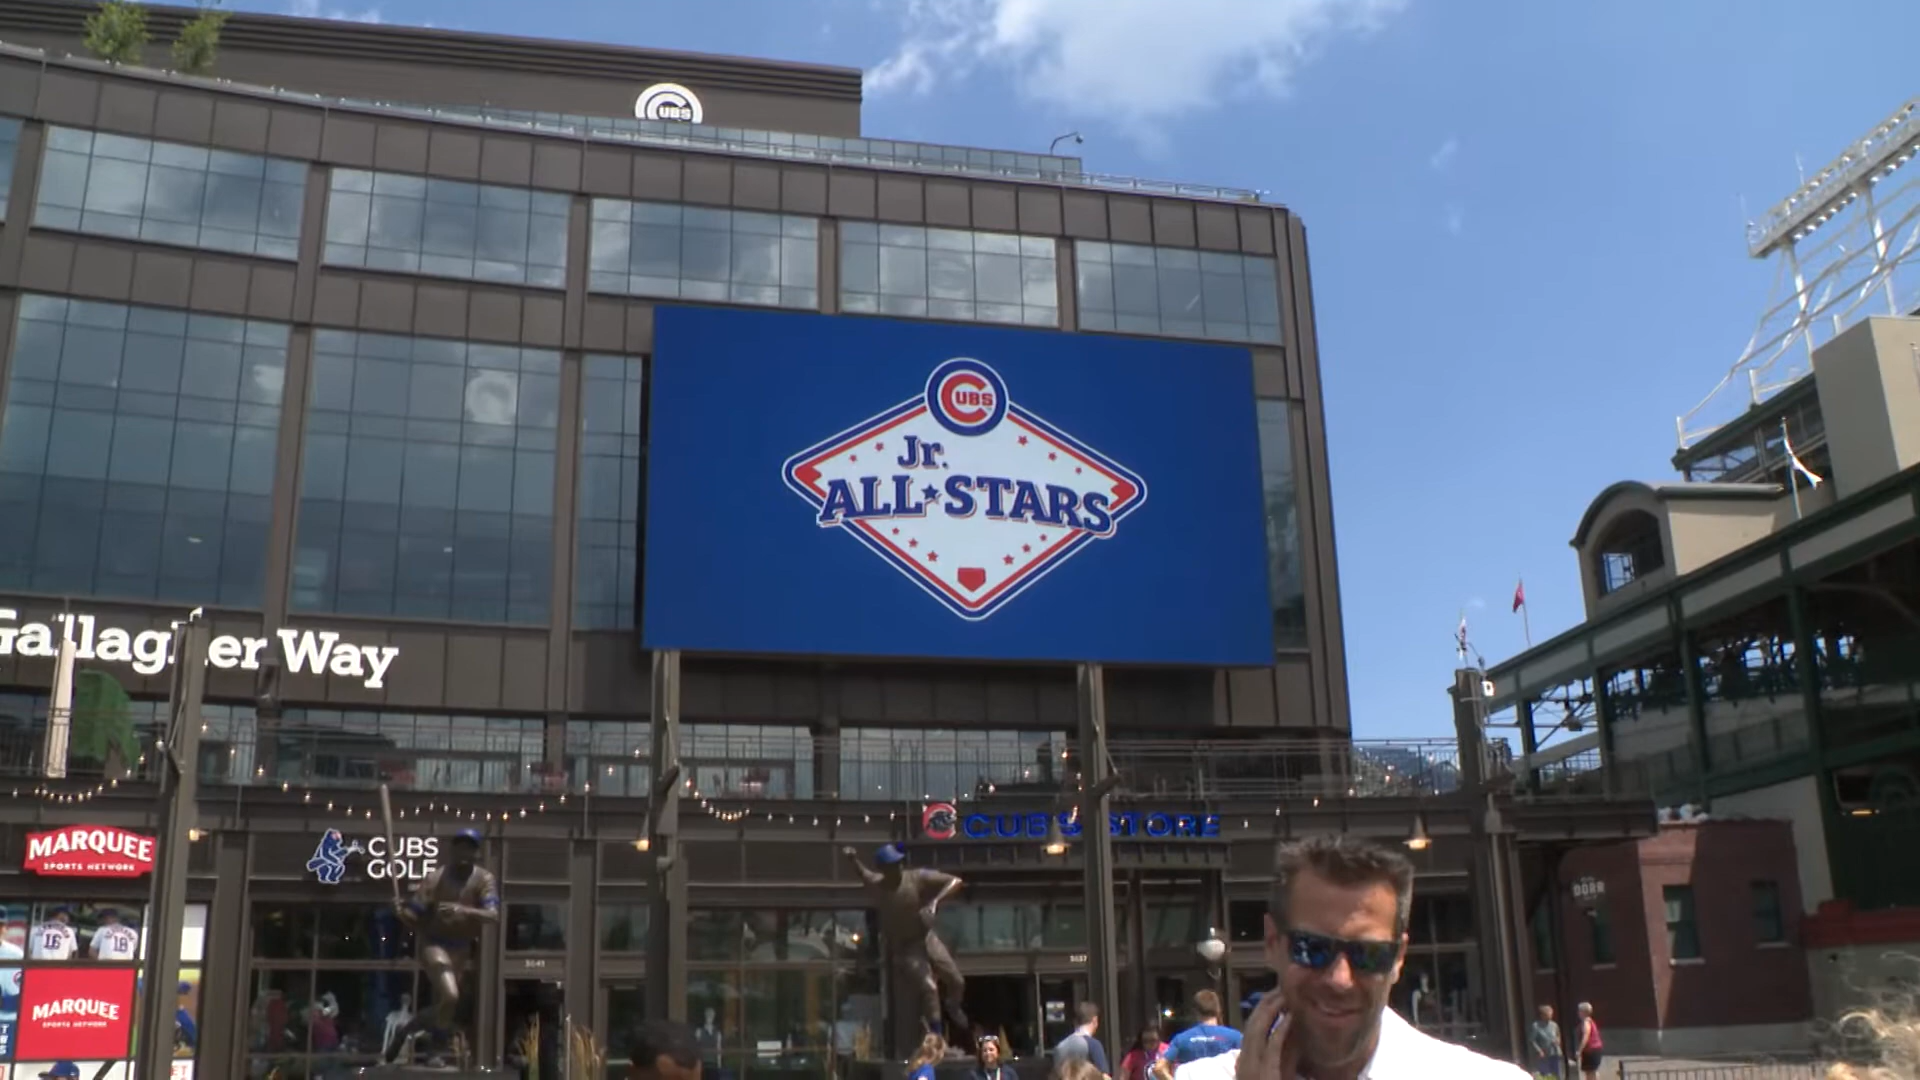 CUBS
CUBS
Jr.
ALL★STARS
Gallagher Way
CUBS STORE
MARQUEE
SPORTS NETWORK
CUBS
GOLF
DORR
16
18
MARQUEE
SPORTS NETWORK